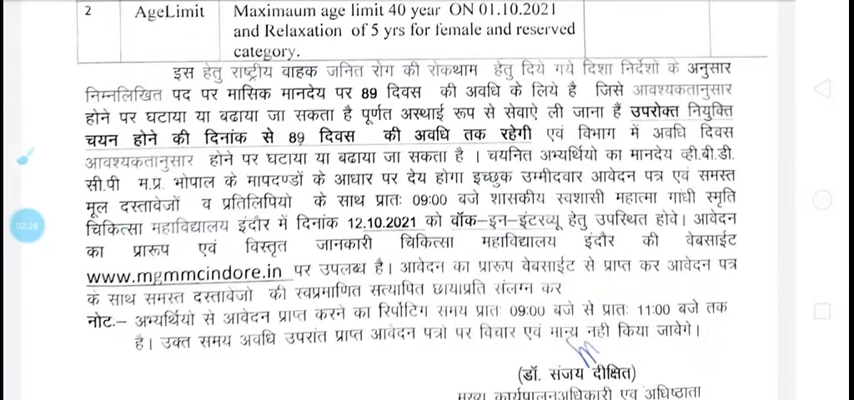 2 AgeLimit Maximaum age limit 40 year ON 01.10.2021
and Relaxation of 5 yrs for female and reserved
category.
इस हेतु राष्ट्रीय वाहक जनित रोग की रोकथाम हेतु दिये गये दिशा निर्देशों के अनुसार
निम्नलिखित पद पर मासिक मानदेय पर 89 दिवस की अवधि के लिये है जिसे आवश्यकतानुसार
होने पर घटाया या बढाया जा सकता है पूर्णत अस्थाई रूप से सेवाऐ ली जाना हैं उपरोक्त नियुक्ति
चयन होने की दिनांक से 89 दिवस की अवधि तक रहेगी एवं विभाग में अवधि दिवस
आवश्यकतानुसार होने पर घटाया या बढाया जा सकता है । चयनित अभ्यर्थियो का मानदेय व्ही.बी.डी.
सी.पी म.प्र. भोपाल के मापदण्डों के आधार पर देय होगा इच्छुक उम्मीदवार आवेदन पत्र एवं समस्त
मूल दस्तावेजों व प्रतिलिपियो के साथ प्रातः 09:00 बजे शासकीय स्वशासी महात्मा गांधी स्मृति
चिकित्सा महाविद्यालय इंदौर में दिनांक 12.10.2021 को वॉक-इन-इंटरव्यू हेतु उपस्थित होवे। आवेदन
का प्रारूप एवं विस्तृत जानकारी चिकित्सा महाविद्यालय इंदौर की वेबसाईट
www.mgmmcindore.in पर उपलब्ध है। आवेदन का प्रारूप वेबसाईट से प्राप्त कर आवेदन पत्र
के साथ समस्त दस्तावेजो की स्वप्रमाणित सत्यापित छायाप्रति संलग्न कर
नोटः- अभ्यर्थियो से आवेदन प्राप्त करने का रिर्पोटिग समय प्रात 09:00 बजे से प्रातः 11:00 बजे तक
है। उक्त समय अवधि उपरांत प्राप्त आवेदन पत्रो पर विचार एवं मान्य नही किया जावेगे।
02:28
(डॉ. संजय दीक्षित)
मुख्य कार्यपालनअधिकारी एवं अधिष्ठाता